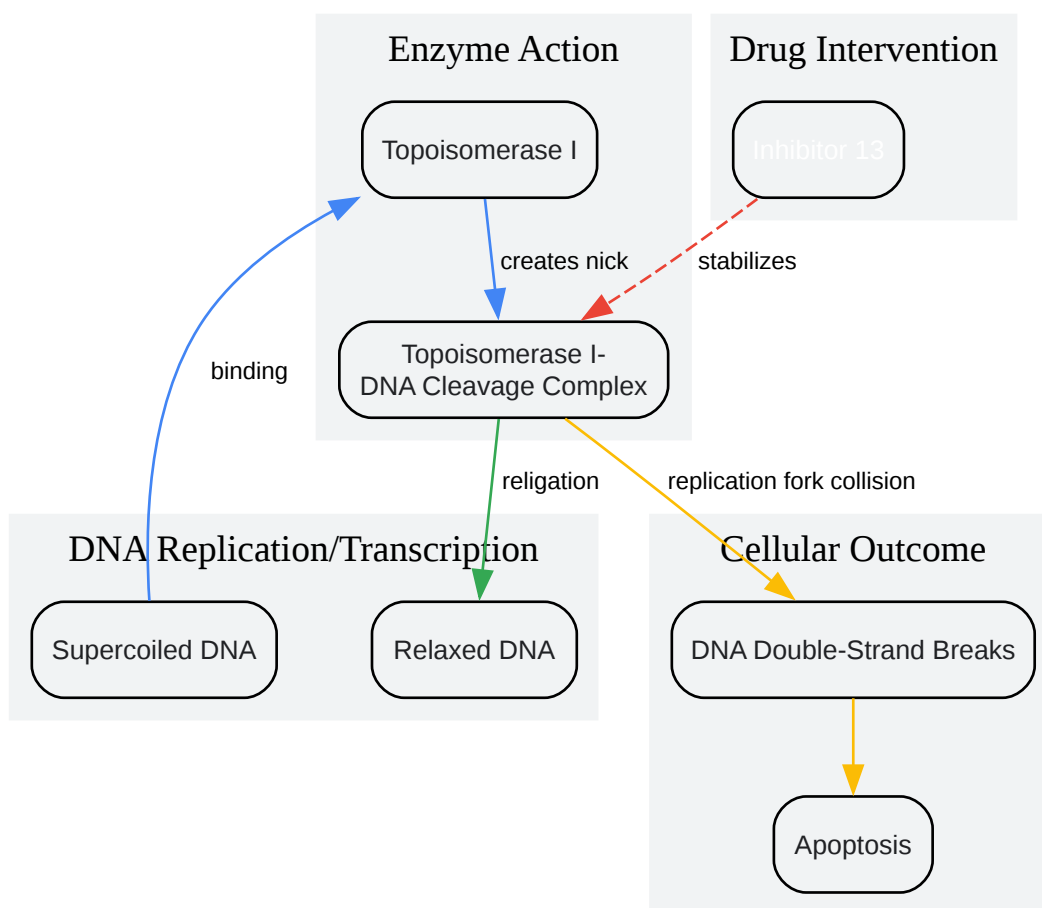 Enzyme Action
Drug Intervention
Topoisomerase I
Inhibitor 13
creates nick
stabilizes
Topoisomerase I-
DNA Cleavage Complex
binding
religation
replication fork collision
DNA Replication/Transcription
Cellular Outcome
Supercoiled DNA
Relaxed DNA
DNA Double-Strand Breaks
Apoptosis